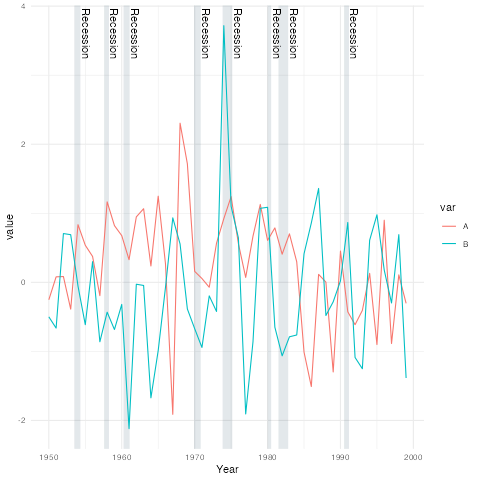 4
Recession
Recession
Recession
Recession
Recession
Recession
Recession
Recession
2
0
-2
value
1950
1960
1970
1980
1990
2000
Year
var
A
B